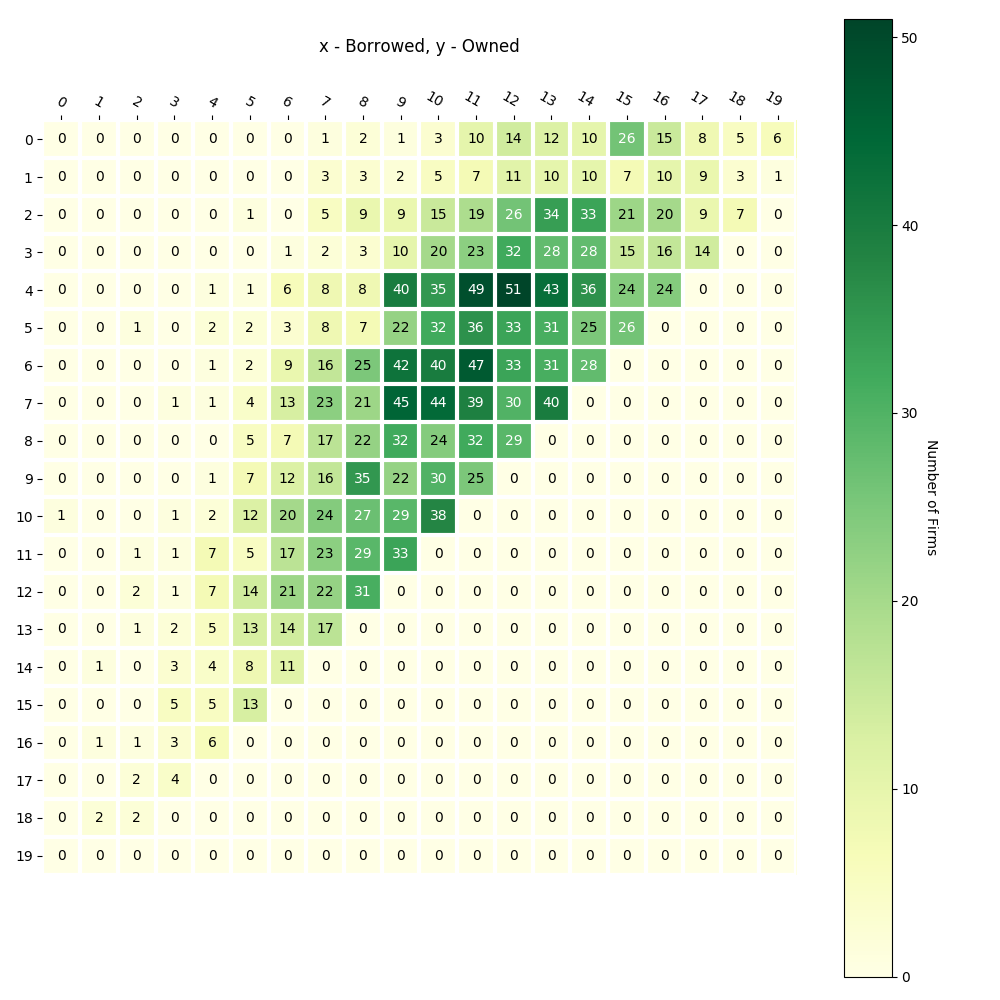 x - Borrowed, y - Owned
0 1 2 3 4 5 6 7 8 9 10 11 12 13 14 15 16 17 18 19
0 0 0 0 0 0 0 0 1 2 1 3 10 14 12 10 26 15 8 5 6
1 0 0 0 0 0 0 0 3 3 2 5 7 11 10 10 7 10 9 3 1
2 0 0 0 0 0 1 0 5 9 9 15 19 26 34 33 21 20 9 7 0
3 0 0 0 0 0 0 1 2 3 10 20 23 32 28 28 15 16 14 0 0
4 0 0 0 0 1 1 6 8 8 40 35 49 51 43 36 24 24 0 0 0
5 0 0 1 0 2 2 3 8 7 22 32 36 33 31 25 26 0 0 0 0
6 0 0 0 0 1 2 9 16 25 42 40 47 33 31 28 0 0 0 0 0
7 0 0 0 1 1 4 13 23 21 45 44 39 30 40 0 0 0 0 0 0
8 0 0 0 0 0 5 7 17 22 32 24 32 29 0 0 0 0 0 0 0
9 0 0 0 0 1 7 12 16 35 22 30 25 0 0 0 0 0 0 0 0
10 1 0 0 1 2 12 20 24 27 29 38 0 0 0 0 0 0 0 0 0
11 0 0 1 1 7 5 17 23 29 33 0 0 0 0 0 0 0 0 0 0
12 0 0 2 1 7 14 21 22 31 0 0 0 0 0 0 0 0 0 0 0
13 0 0 1 2 5 13 14 17 0 0 0 0 0 0 0 0 0 0 0 0
14 0 1 0 3 4 8 11 0 0 0 0 0 0 0 0 0 0 0 0 0
15 0 0 0 5 5 13 0 0 0 0 0 0 0 0 0 0 0 0 0 0
16 0 1 1 3 6 0 0 0 0 0 0 0 0 0 0 0 0 0 0 0
17 0 0 2 4 0 0 0 0 0 0 0 0 0 0 0 0 0 0 0 0
18 0 2 2 0 0 0 0 0 0 0 0 0 0 0 0 0 0 0 0 0
19 0 0 0 0 0 0 0 0 0 0 0 0 0 0 0 0 0 0 0 0
50
40
30
20
10
0
Number of Firms